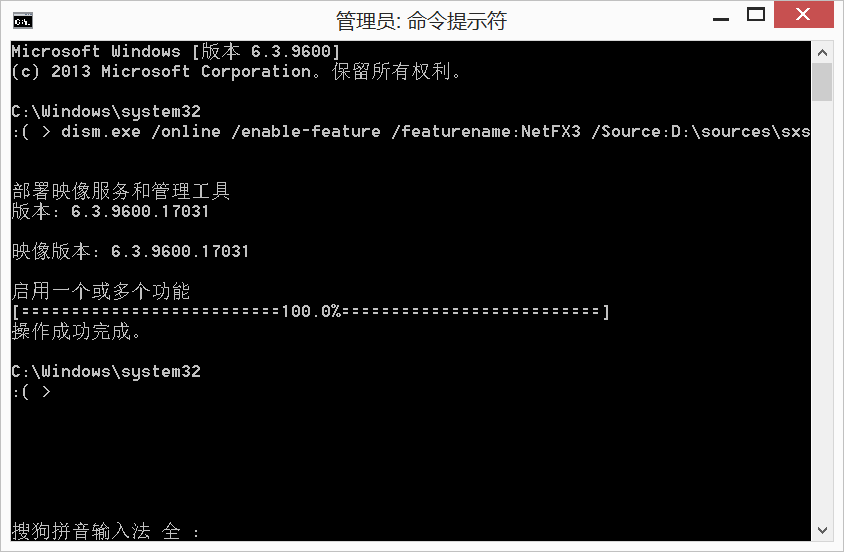 管理员: 命令提示符
Microsoft Windows [版本 6.3.9600]
(c) 2013 Microsoft Corporation。保留所有权利。
C:\Windows\system32
:( > dism.exe /online /enable-feature /featurename:NetFX3 /Source:D:\sources\sxs
部署映像服务和管理工具
版本: 6.3.9600.17031
映像版本: 6.3.9600.17031
启用一个或多个功能
[==========================100.0%==========================]
操作成功完成。
C:\Windows\system32
:( >
搜狗拼音输入法 全 :